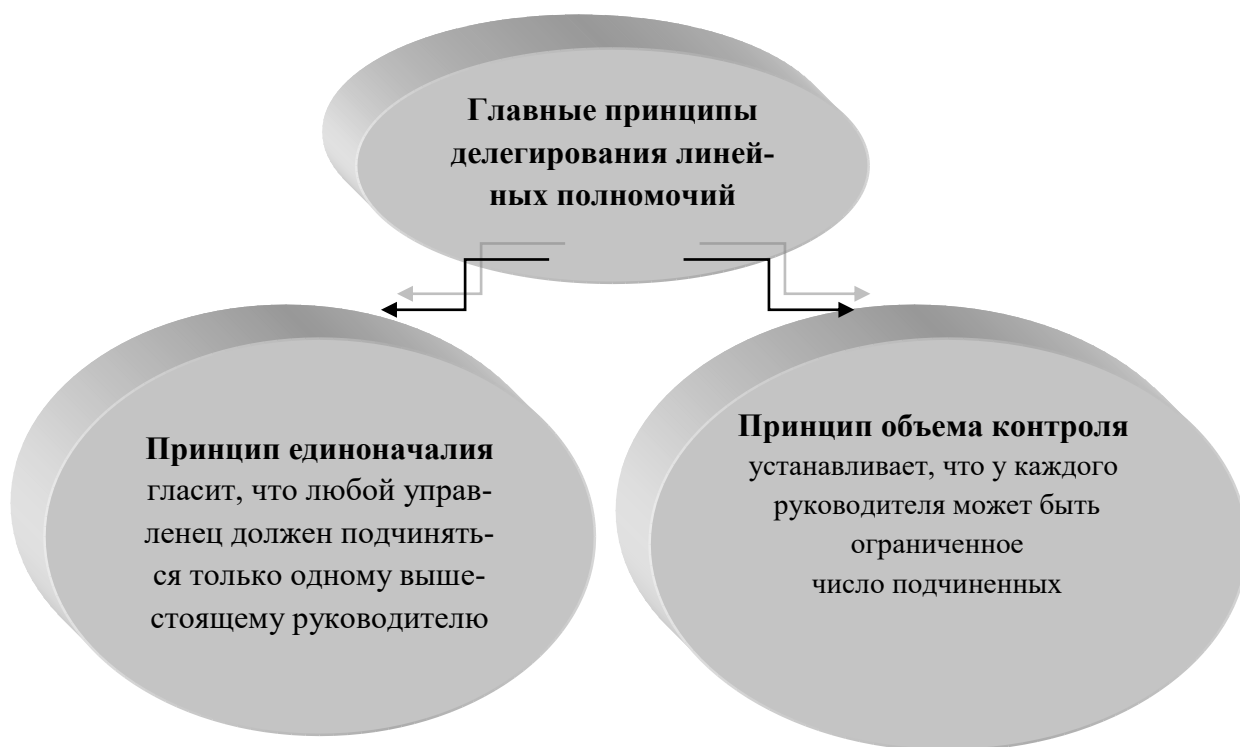 Главные принципы
делегирования линей-
ных полномочий
Принцип единоначалия
гласит, что любой управ-
ленец должен подчинять-
ся только одному выше-
стоящему руководителю
Принцип объема контроля
устанавливает, что у каждого
руководителя может быть
ограниченное
число подчиненных